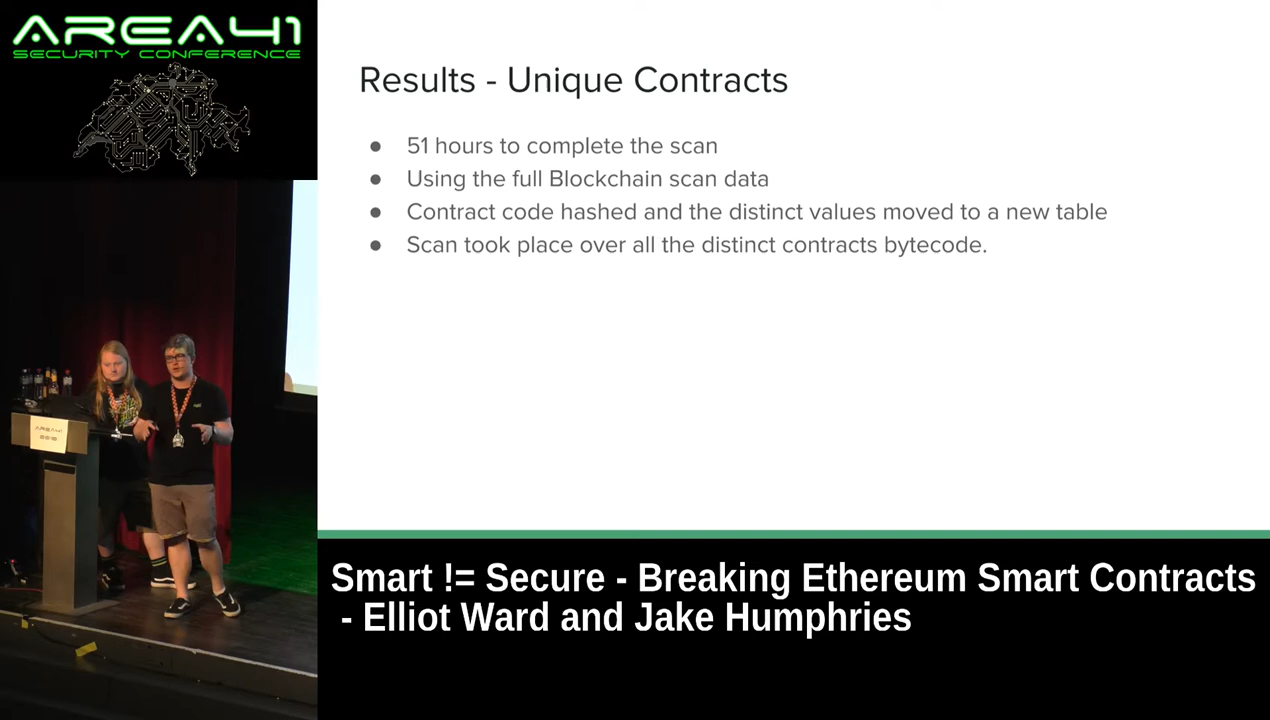 AREA41
SECURITY CONFERENCE
Results - Unique Contracts
● 51 hours to complete the scan
● Using the full Blockchain scan data
● Contract code hashed and the distinct values moved to a new table
● Scan took place over all the distinct contracts bytecode.
AREA41
Smart != Secure - Breaking Ethereum Smart Contracts
- Elliot Ward and Jake Humphries